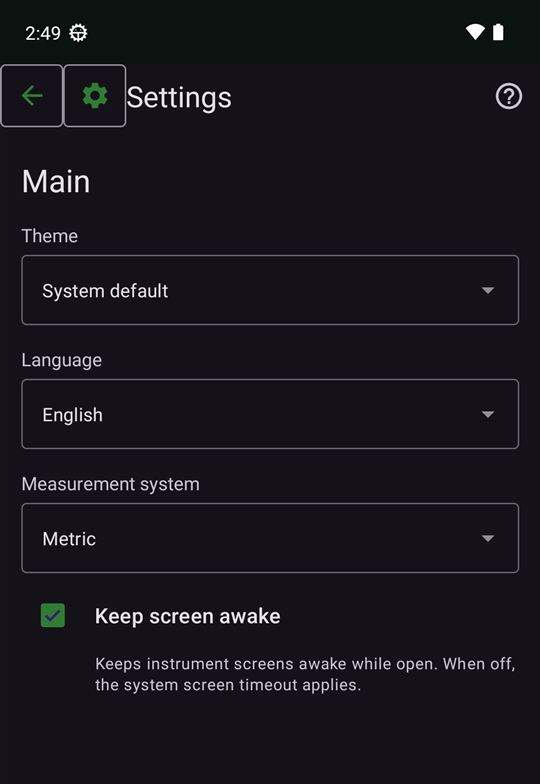 2:49
Settings
Main
Theme
System default
Language
English
Measurement system
Metric
Keep screen awake
Keeps instrument screens awake while open. When off,
the system screen timeout applies.